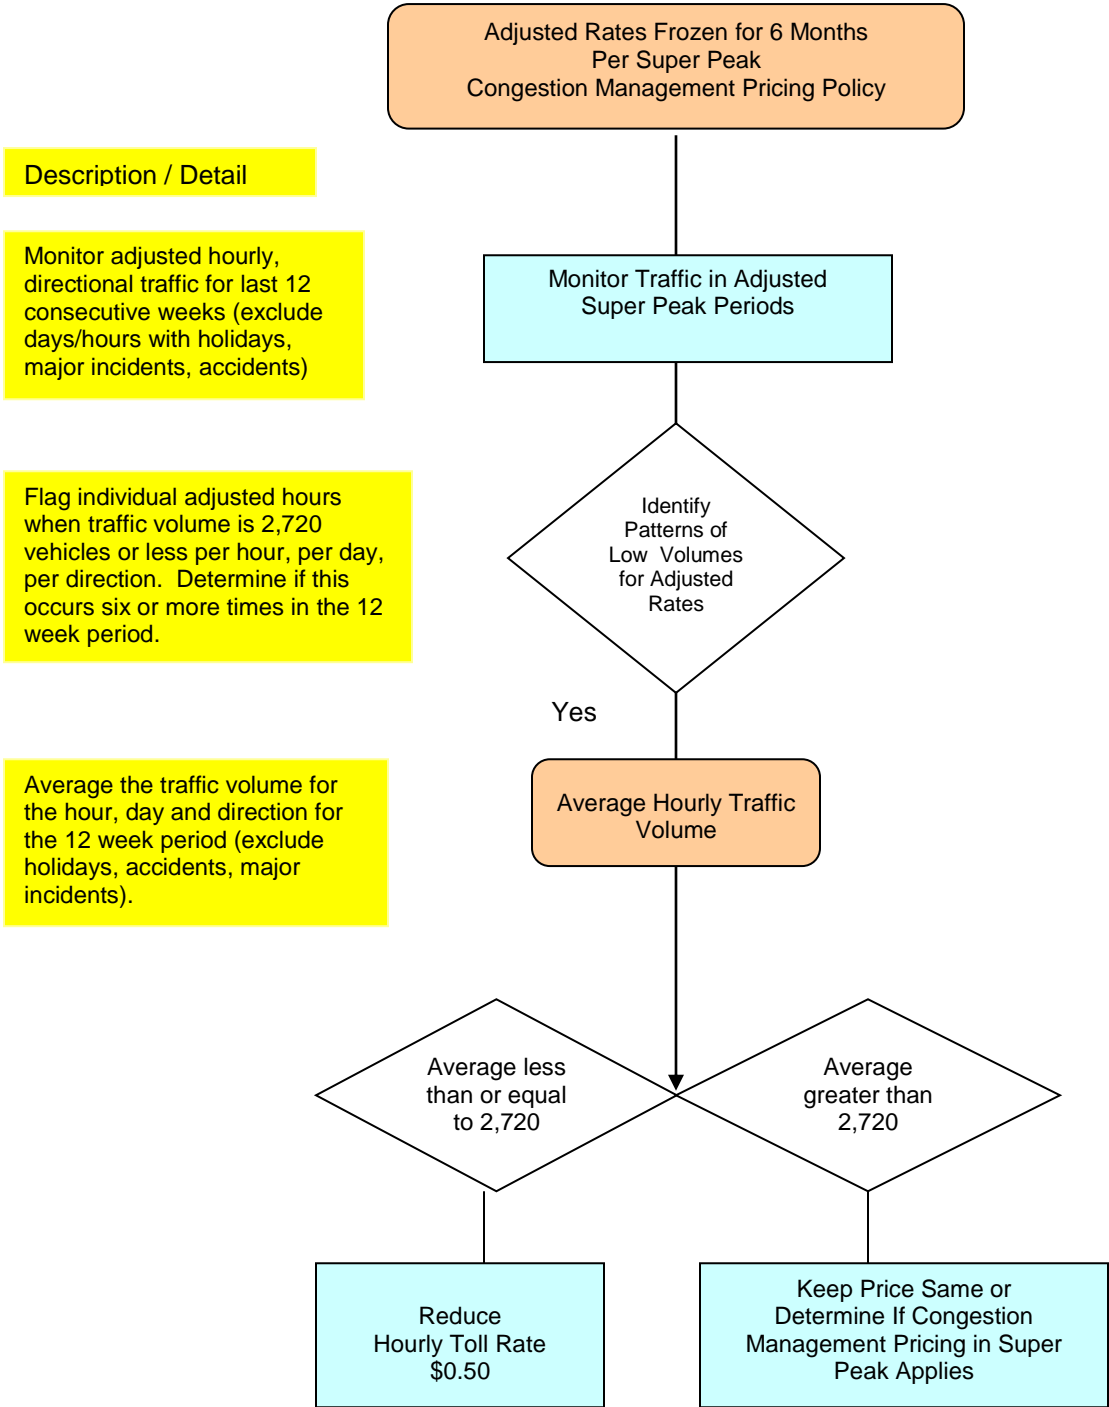 Adjusted Rates Frozen for 6 Months
Per Super Peak
Congestion Management Pricing Policy
Description / Detail
Monitor adjusted hourly,
directional traffic for last 12
consecutive weeks (exclude
days/hours with holidays,
major incidents, accidents)
Monitor Traffic in Adjusted
Super Peak Periods
Flag individual adjusted hours
when traffic volume is 2,720
vehicles or less per hour, per day,
per direction.  Determine if this
occurs six or more times in the 12
week period.
Identify
Patterns of
Low  Volumes
for Adjusted
Rates
Yes
Average the traffic volume for
the hour, day and direction for
the 12 week period (exclude
holidays, accidents, major
incidents).
Average Hourly Traffic
Volume
Average less
than or equal
to 2,720
Average
greater than
2,720
Reduce
Hourly Toll Rate
$0.50
Keep Price Same or
Determine If Congestion
Management Pricing in Super
Peak Applies